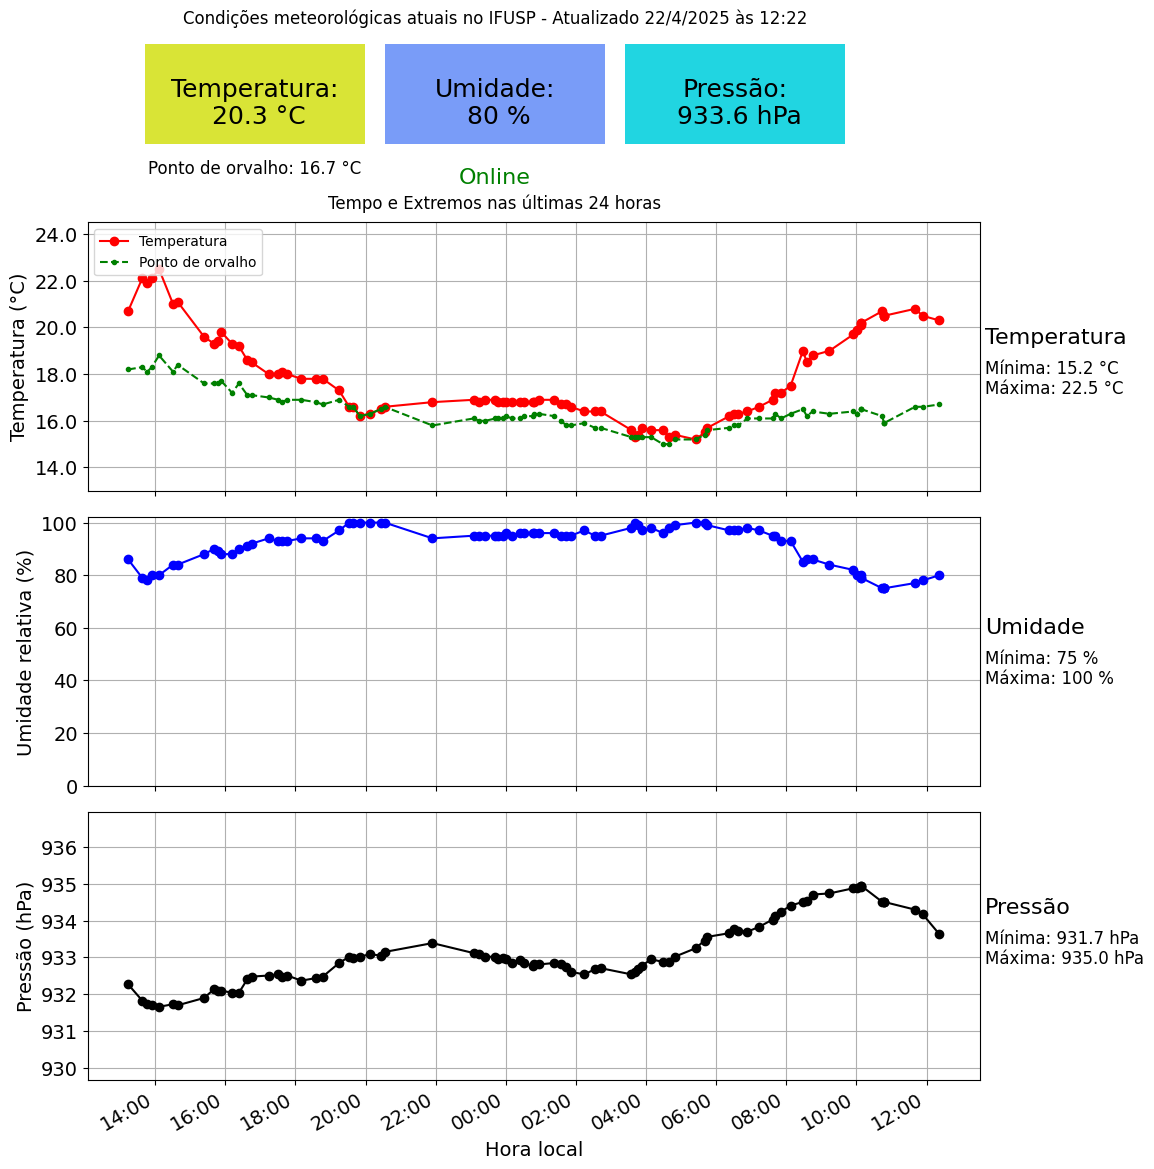 Condições meteorológicas atuais no IFUSP - Atualizado 22/4/2025 às 12:22
Temperatura:
20.3 °C
Umidade:
80 %
Pressão:
933.6 hPa
Ponto de orvalho: 16.7 °C
Online
Tempo e Extremos nas últimas 24 horas
Temperatura
Ponto de orvalho
Temperatura (°C)
24.0
22.0
20.0
18.0
16.0
14.0
Temperatura
Mínima: 15.2 °C
Máxima: 22.5 °C
Umidade relativa (%)
100
80
60
40
20
0
Umidade
Mínima: 75 %
Máxima: 100 %
Pressão (hPa)
936
935
934
933
932
931
930
Pressão
Mínima: 931.7 hPa
Máxima: 935.0 hPa
14:00 16:00 18:00 20:00 22:00 00:00 02:00 04:00 06:00 08:00 10:00 12:00
Hora local